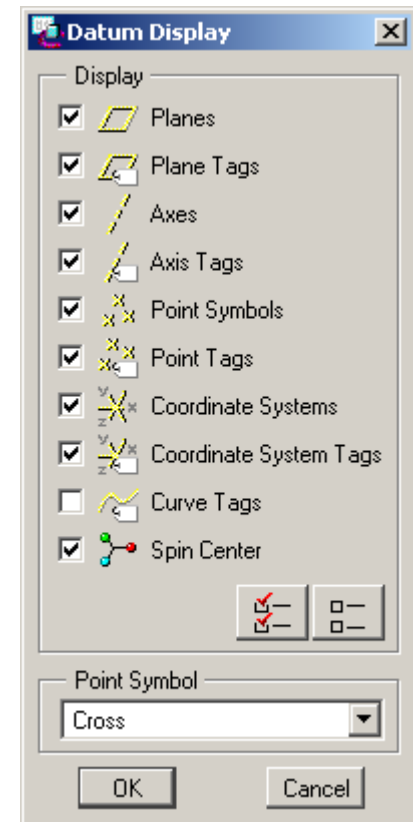 Datum Display
Display
Planes
Plane Tags
Axes
Axis Tags
Point Symbols
Point Tags
Coordinate Systems
Coordinate System Tags
Curve Tags
Spin Center
Point Symbol
Cross
OK
Cancel